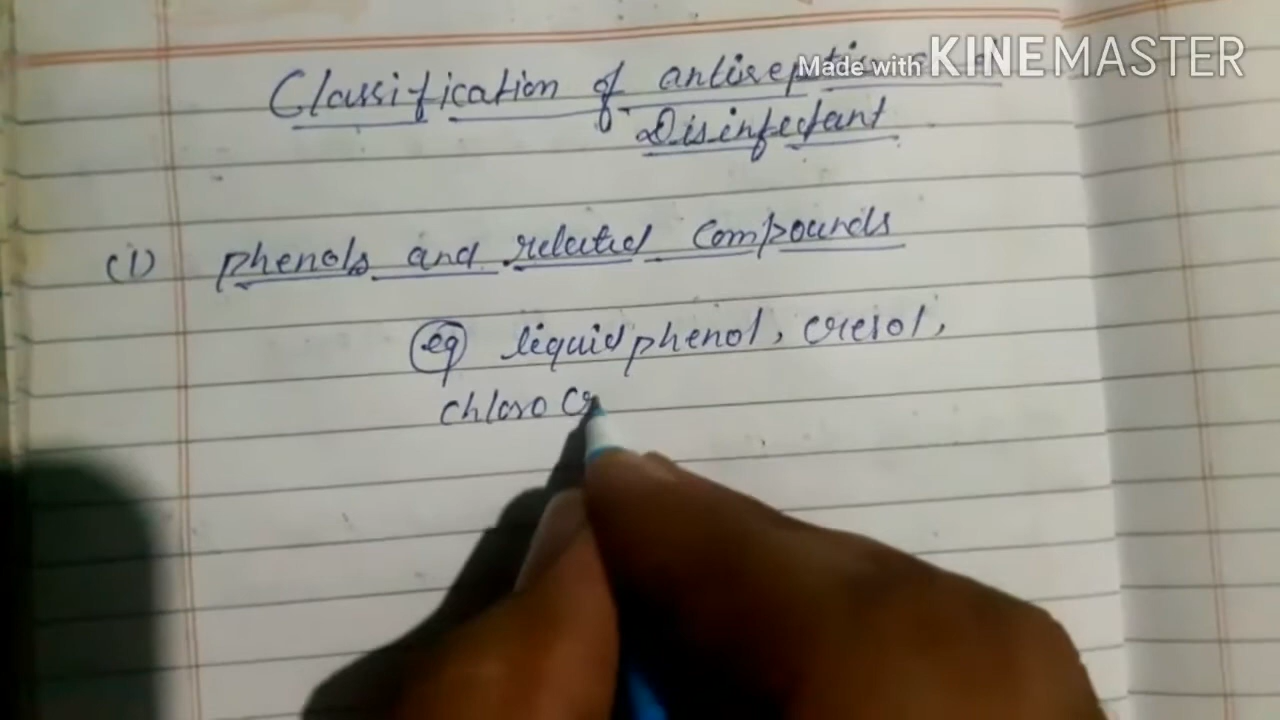 Made with KINEMASTER
Classification of antiseptic
Disinfectant
(1) phenols and related compounds
eg liquid phenol, cresol,
chloro Cr